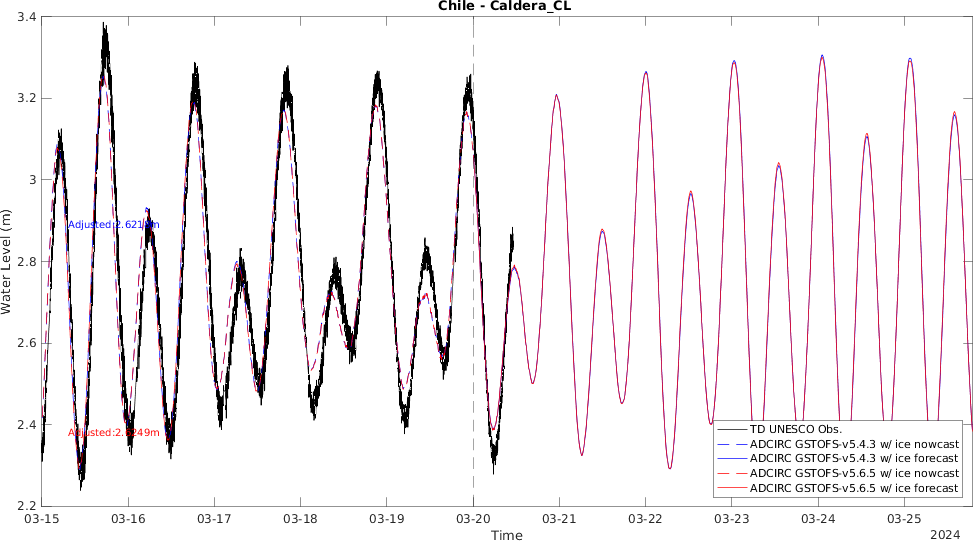 Chile - Caldera_CL
3.4
3.2
3
2.8
2.6
2.4
2.2
Water Level (m)
Adjusted:2.6219m
Adjusted:2.6249m
TD UNESCO Obs.
ADCIRC GSTOFS-v5.4.3 w/ ice nowcast
ADCIRC GSTOFS-v5.4.3 w/ ice forecast
ADCIRC GSTOFS-v5.6.5 w/ ice nowcast
ADCIRC GSTOFS-v5.6.5 w/ ice forecast
03-15 03-16 03-17 03-18 03-19 03-20 03-21 03-22 03-23 03-24 03-25
Time
2024